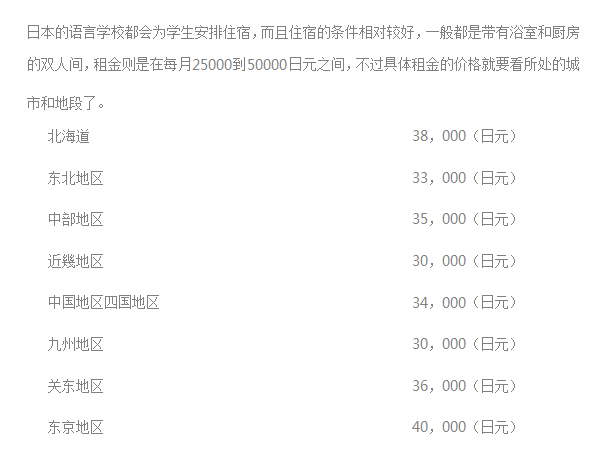 日本的语言学校都会为学生安排住宿，而且住宿的条件相对较好，一般都是带有浴室和厨房
的双人间，租金则是在每月25000到50000日元之间，不过具体租金的价格就要看所处的城
市和地段了。
北海道 38，000（日元）
东北地区 33，000（日元）
中部地区 35，000（日元）
近幾地区 30，000（日元）
中国地区四国地区 34，000（日元）
九州地区 30，000（日元）
关东地区 36，000（日元）
东京地区 40，000（日元）